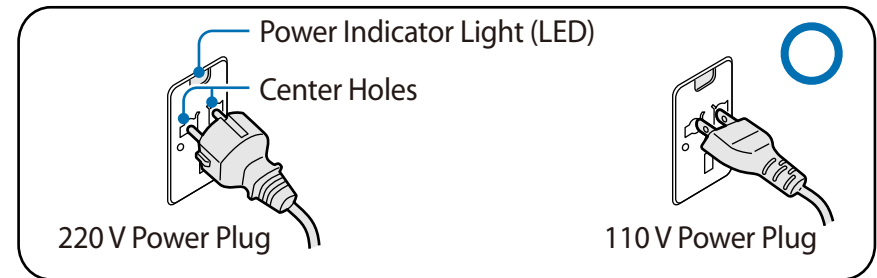 Power Indicator Light (LED)
Center Holes
220 V Power Plug
110 V Power Plug